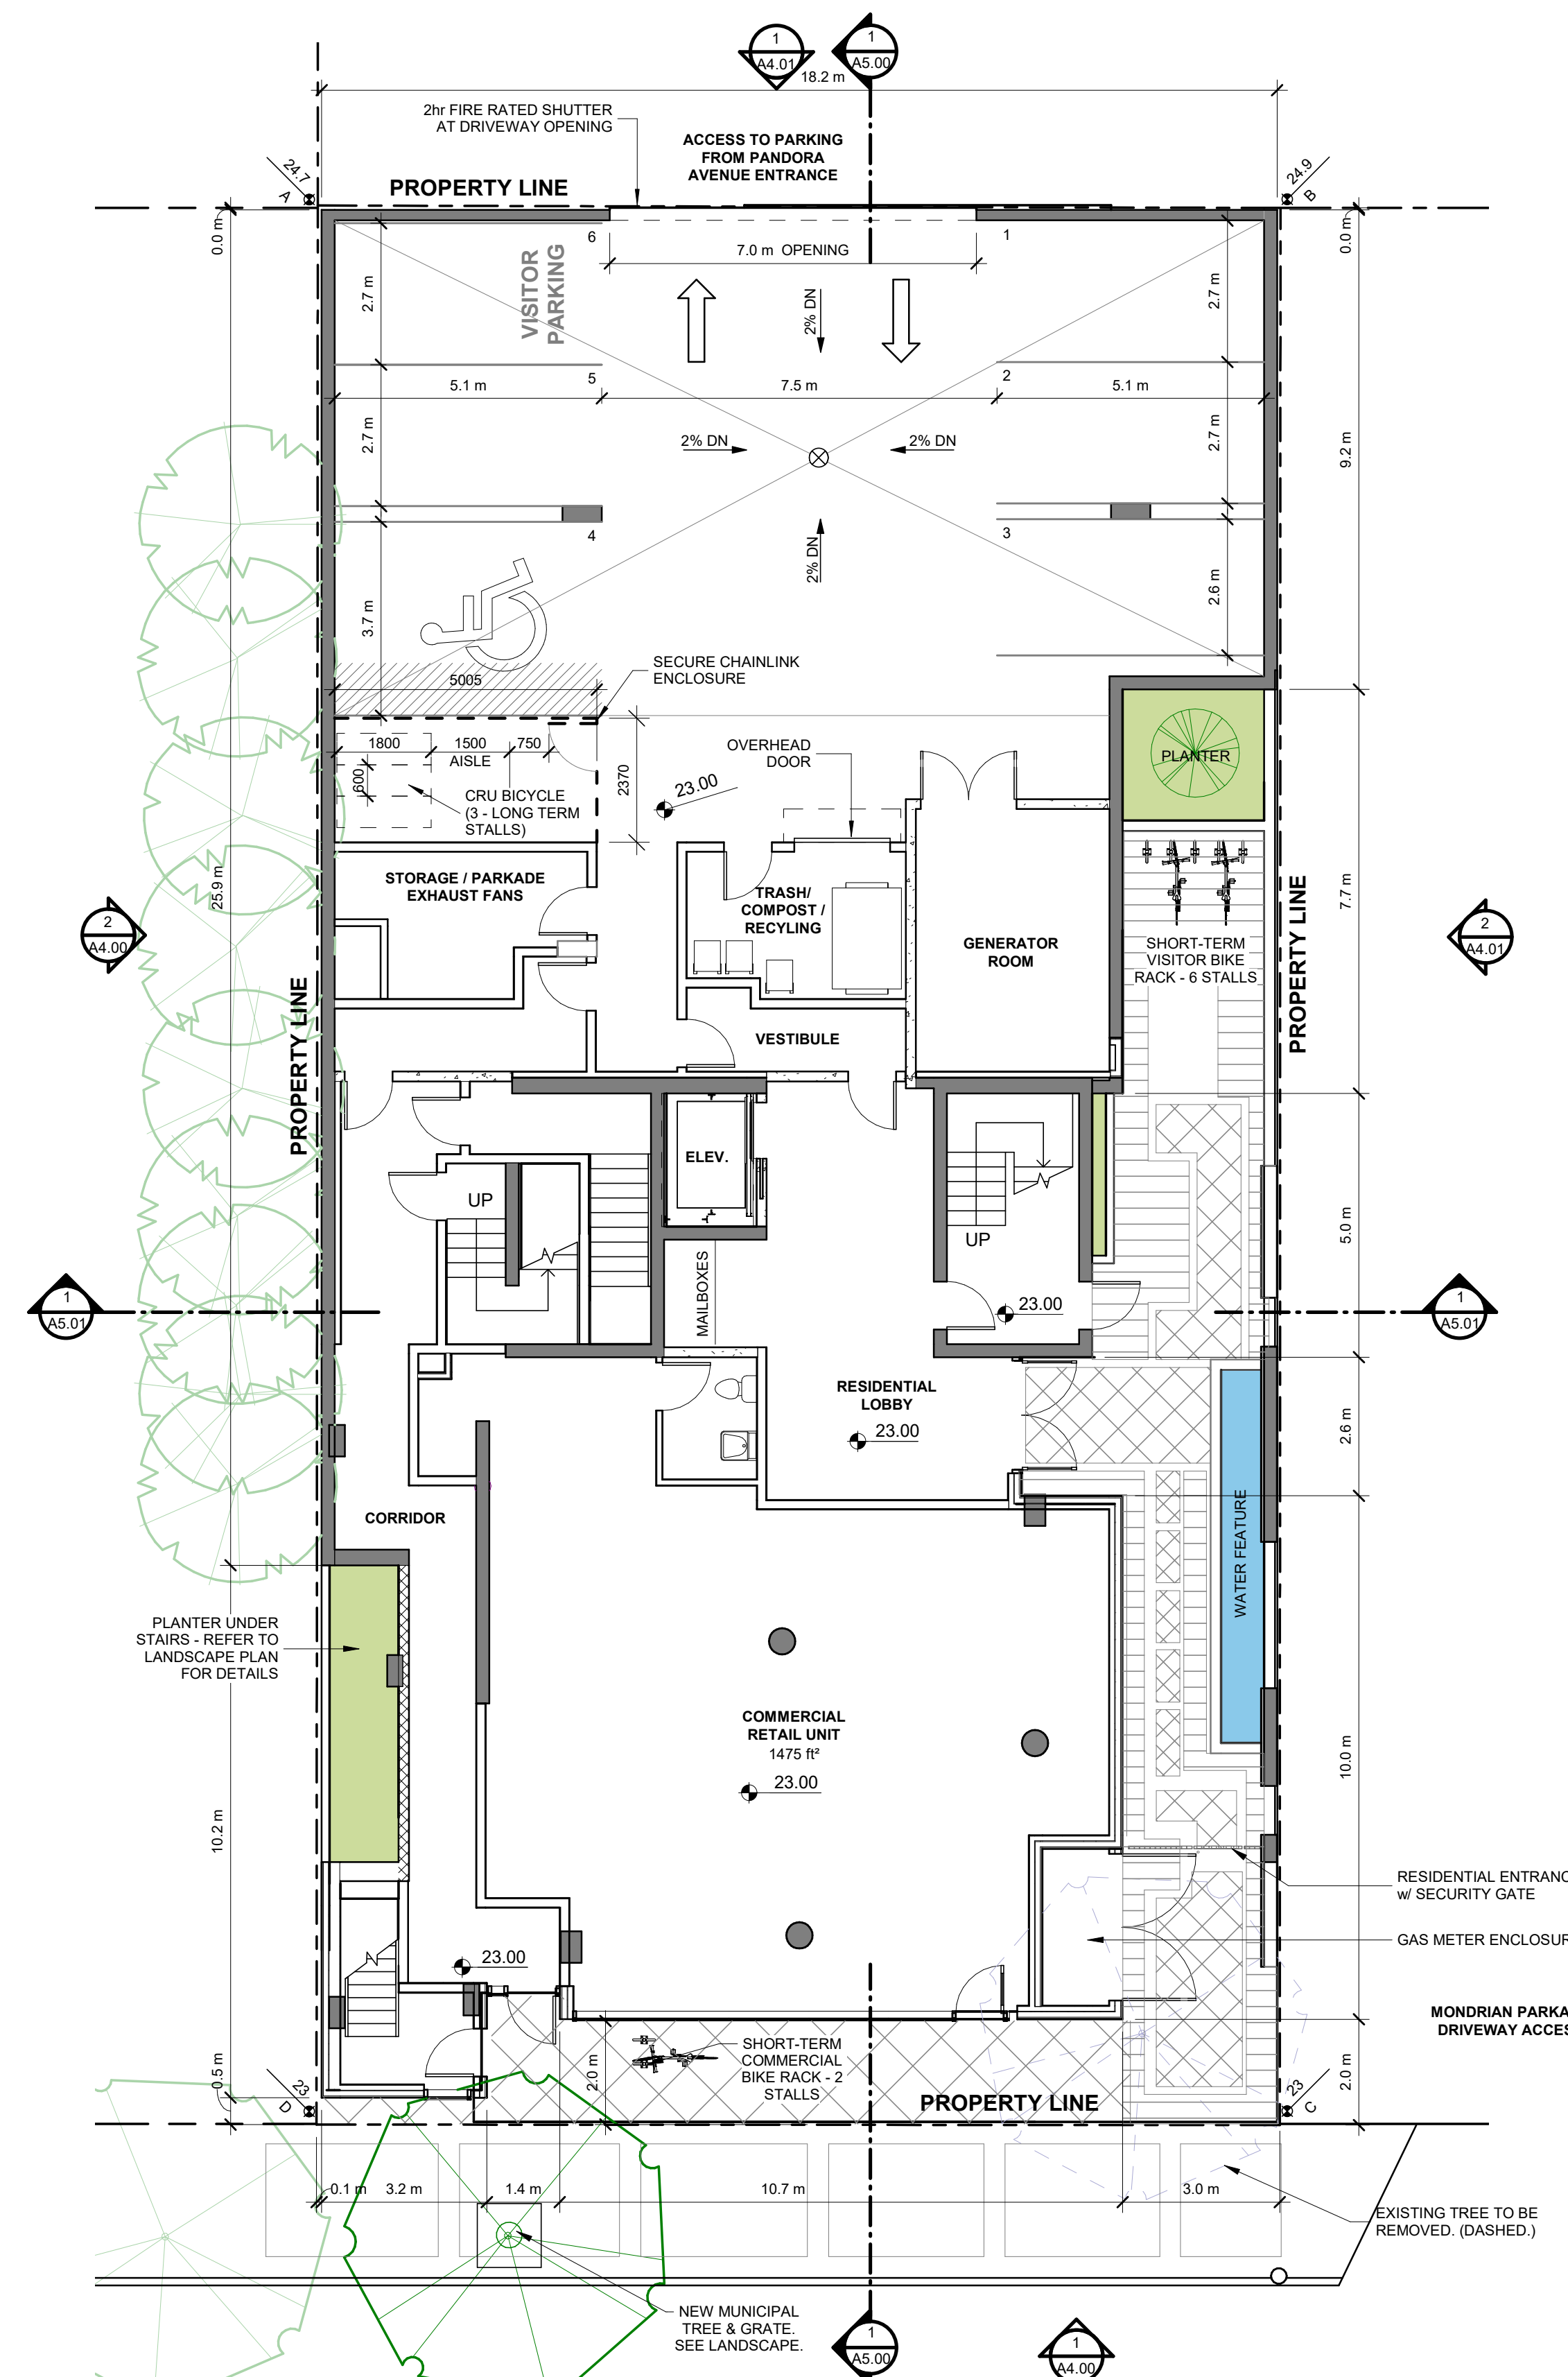 1
A4.01
1
A5.00
18.2 m
2hr FIRE RATED SHUTTER
AT DRIVEWAY OPENING
ACCESS TO PARKING
FROM PANDORA
AVENUE ENTRANCE
24.7
A
PROPERTY LINE
24.9
B
0.0 m
0.0 m
6
1
7.0 m OPENING
VISITOR
PARKING
2.7 m
2% DN
2.7 m
5
2
5.1 m
7.5 m
5.1 m
2.7 m
2% DN
2% DN
2.7 m
9.2 m
4
3
2% DN
3.7 m
2.6 m
SECURE CHAINLINK
ENCLOSURE
5005
1800
1500
AISLE
750
600
2370
OVERHEAD
DOOR
PLANTER
23.00
CRU BICYCLE
(3 - LONG TERM
STALLS)
STORAGE / PARKADE
EXHAUST FANS
25.9 m
7.7 m
TRASH/
COMPOST /
RECYLING
GENERATOR
ROOM
SHORT-TERM
VISITOR BIKE
RACK - 6 STALLS
2
A4.00
2
A4.01
PROPERTY LINE
PROPERTY LINE
VESTIBULE
ELEV.
UP
UP
5.0 m
MAILBOXES
23.00
1
A5.01
1
A5.01
RESIDENTIAL
LOBBY
23.00
2.6 m
CORRIDOR
WATER FEATURE
PLANTER UNDER
STAIRS - REFER TO
LANDSCAPE PLAN
FOR DETAILS
COMMERCIAL
RETAIL UNIT
1475 ft²
23.00
10.0 m
10.2 m
RESIDENTIAL ENTRANC
w/ SECURITY GATE
GAS METER ENCLOSUR
23.00
MONDRIAN PARKA
DRIVEWAY ACCES
SHORT-TERM
COMMERCIAL
BIKE RACK - 2
STALLS
2.0 m
0.5 m
2.0 m
23
D
PROPERTY LINE
23
C
0.1 m
3.2 m
1.4 m
10.7 m
3.0 m
EXISTING TREE TO BE
REMOVED. (DASHED.)
NEW MUNICIPAL
TREE & GRATE.
SEE LANDSCAPE.
1
A5.00
1
A4.00